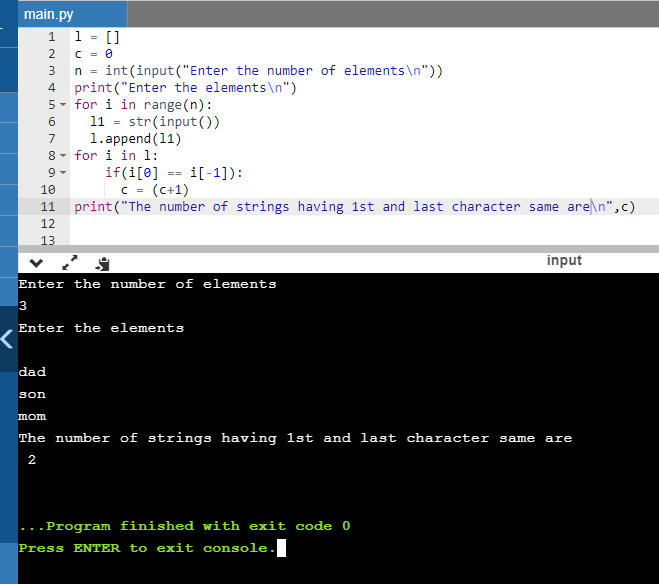 main.py
1 l = []
2 c = 0
3 n = int(input("Enter the number of elements\n"))
4 print("Enter the elements\n")
5 for i in range(n):
6   l1 = str(input())
7   l.append(l1)
8 for i in l:
9     if(i[0] == i[-1]):
10       c = (c+1)
11 print("The number of strings having 1st and last character same are\n",c)
12
13
input
Enter the number of elements
3
Enter the elements
dad
son
mom
The number of strings having 1st and last character same are
 2
...Program finished with exit code 0
Press ENTER to exit console.